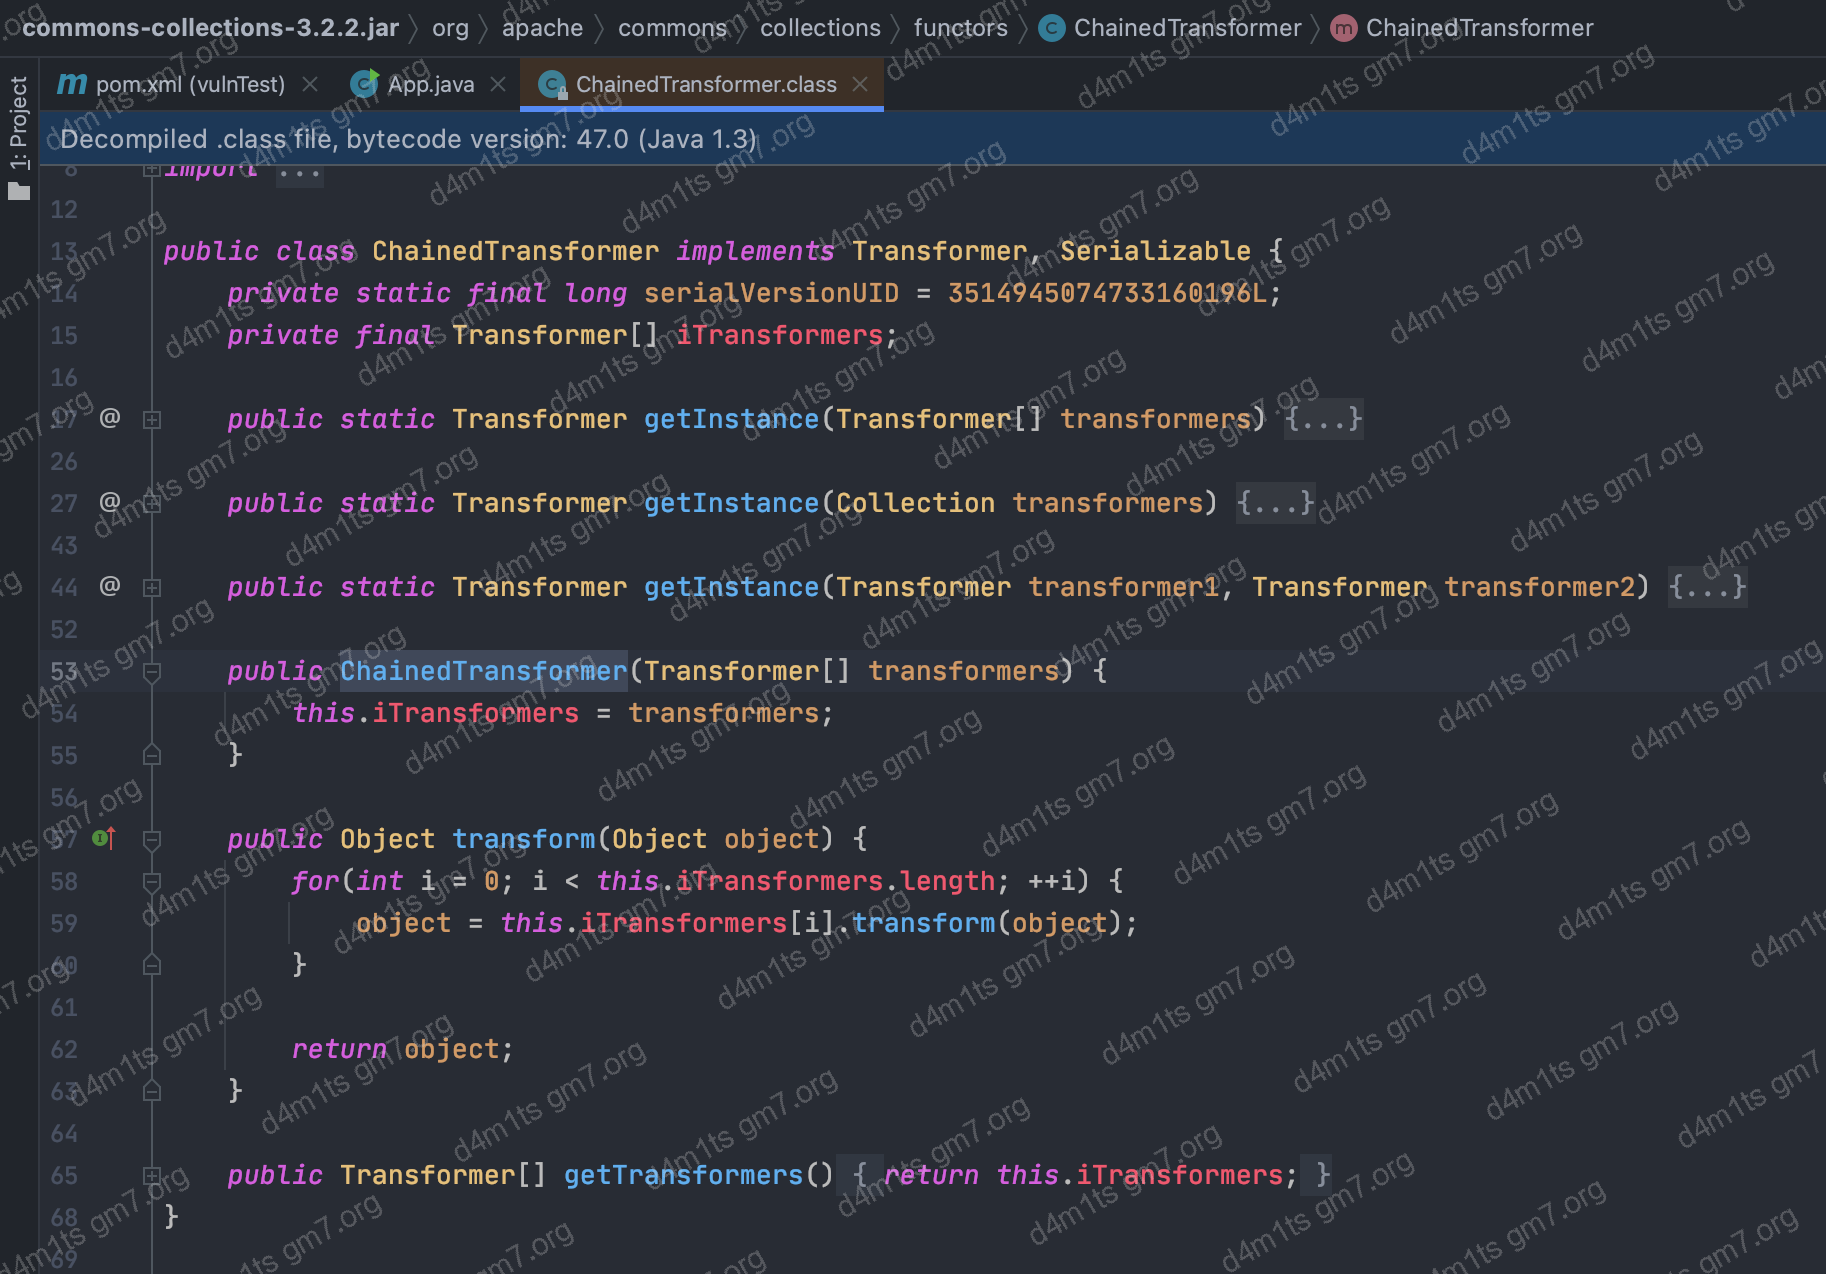 commons-collections-3.2.2.jar 〉 org 〉 apache 〉 commons 〉 collections 〉 functors 〉 C ChainedTransformer 〉 m ChainedTransformer
1: Project
m pom.xml (vulnTest) × C App.java × C ChainedTransformer.class ×
Decompiled .class file, bytecode version: 47.0 (Java 1.3)
8 import ...
12
13 public class ChainedTransformer implements Transformer, Serializable {
14 private static final long serialVersionUID = 3514945074733160196L;
15 private final Transformer[] iTransformers;
16
17 @ public static Transformer getInstance(Transformer[] transformers) {...}
26
27 @ public static Transformer getInstance(Collection transformers) {...}
43
44 @ public static Transformer getInstance(Transformer transformer1, Transformer transformer2) {...}
52
53 public ChainedTransformer(Transformer[] transformers) {
54 this.iTransformers = transformers;
55 }
56
57 public Object transform(Object object) {
58 for(int i = 0; i < this.iTransformers.length; ++i) {
59 object = this.iTransformers[i].transform(object);
60 }
61
62 return object;
63 }
64
65 public Transformer[] getTransformers() { return this.iTransformers; }
68 }
69
d4m1ts gm7.org